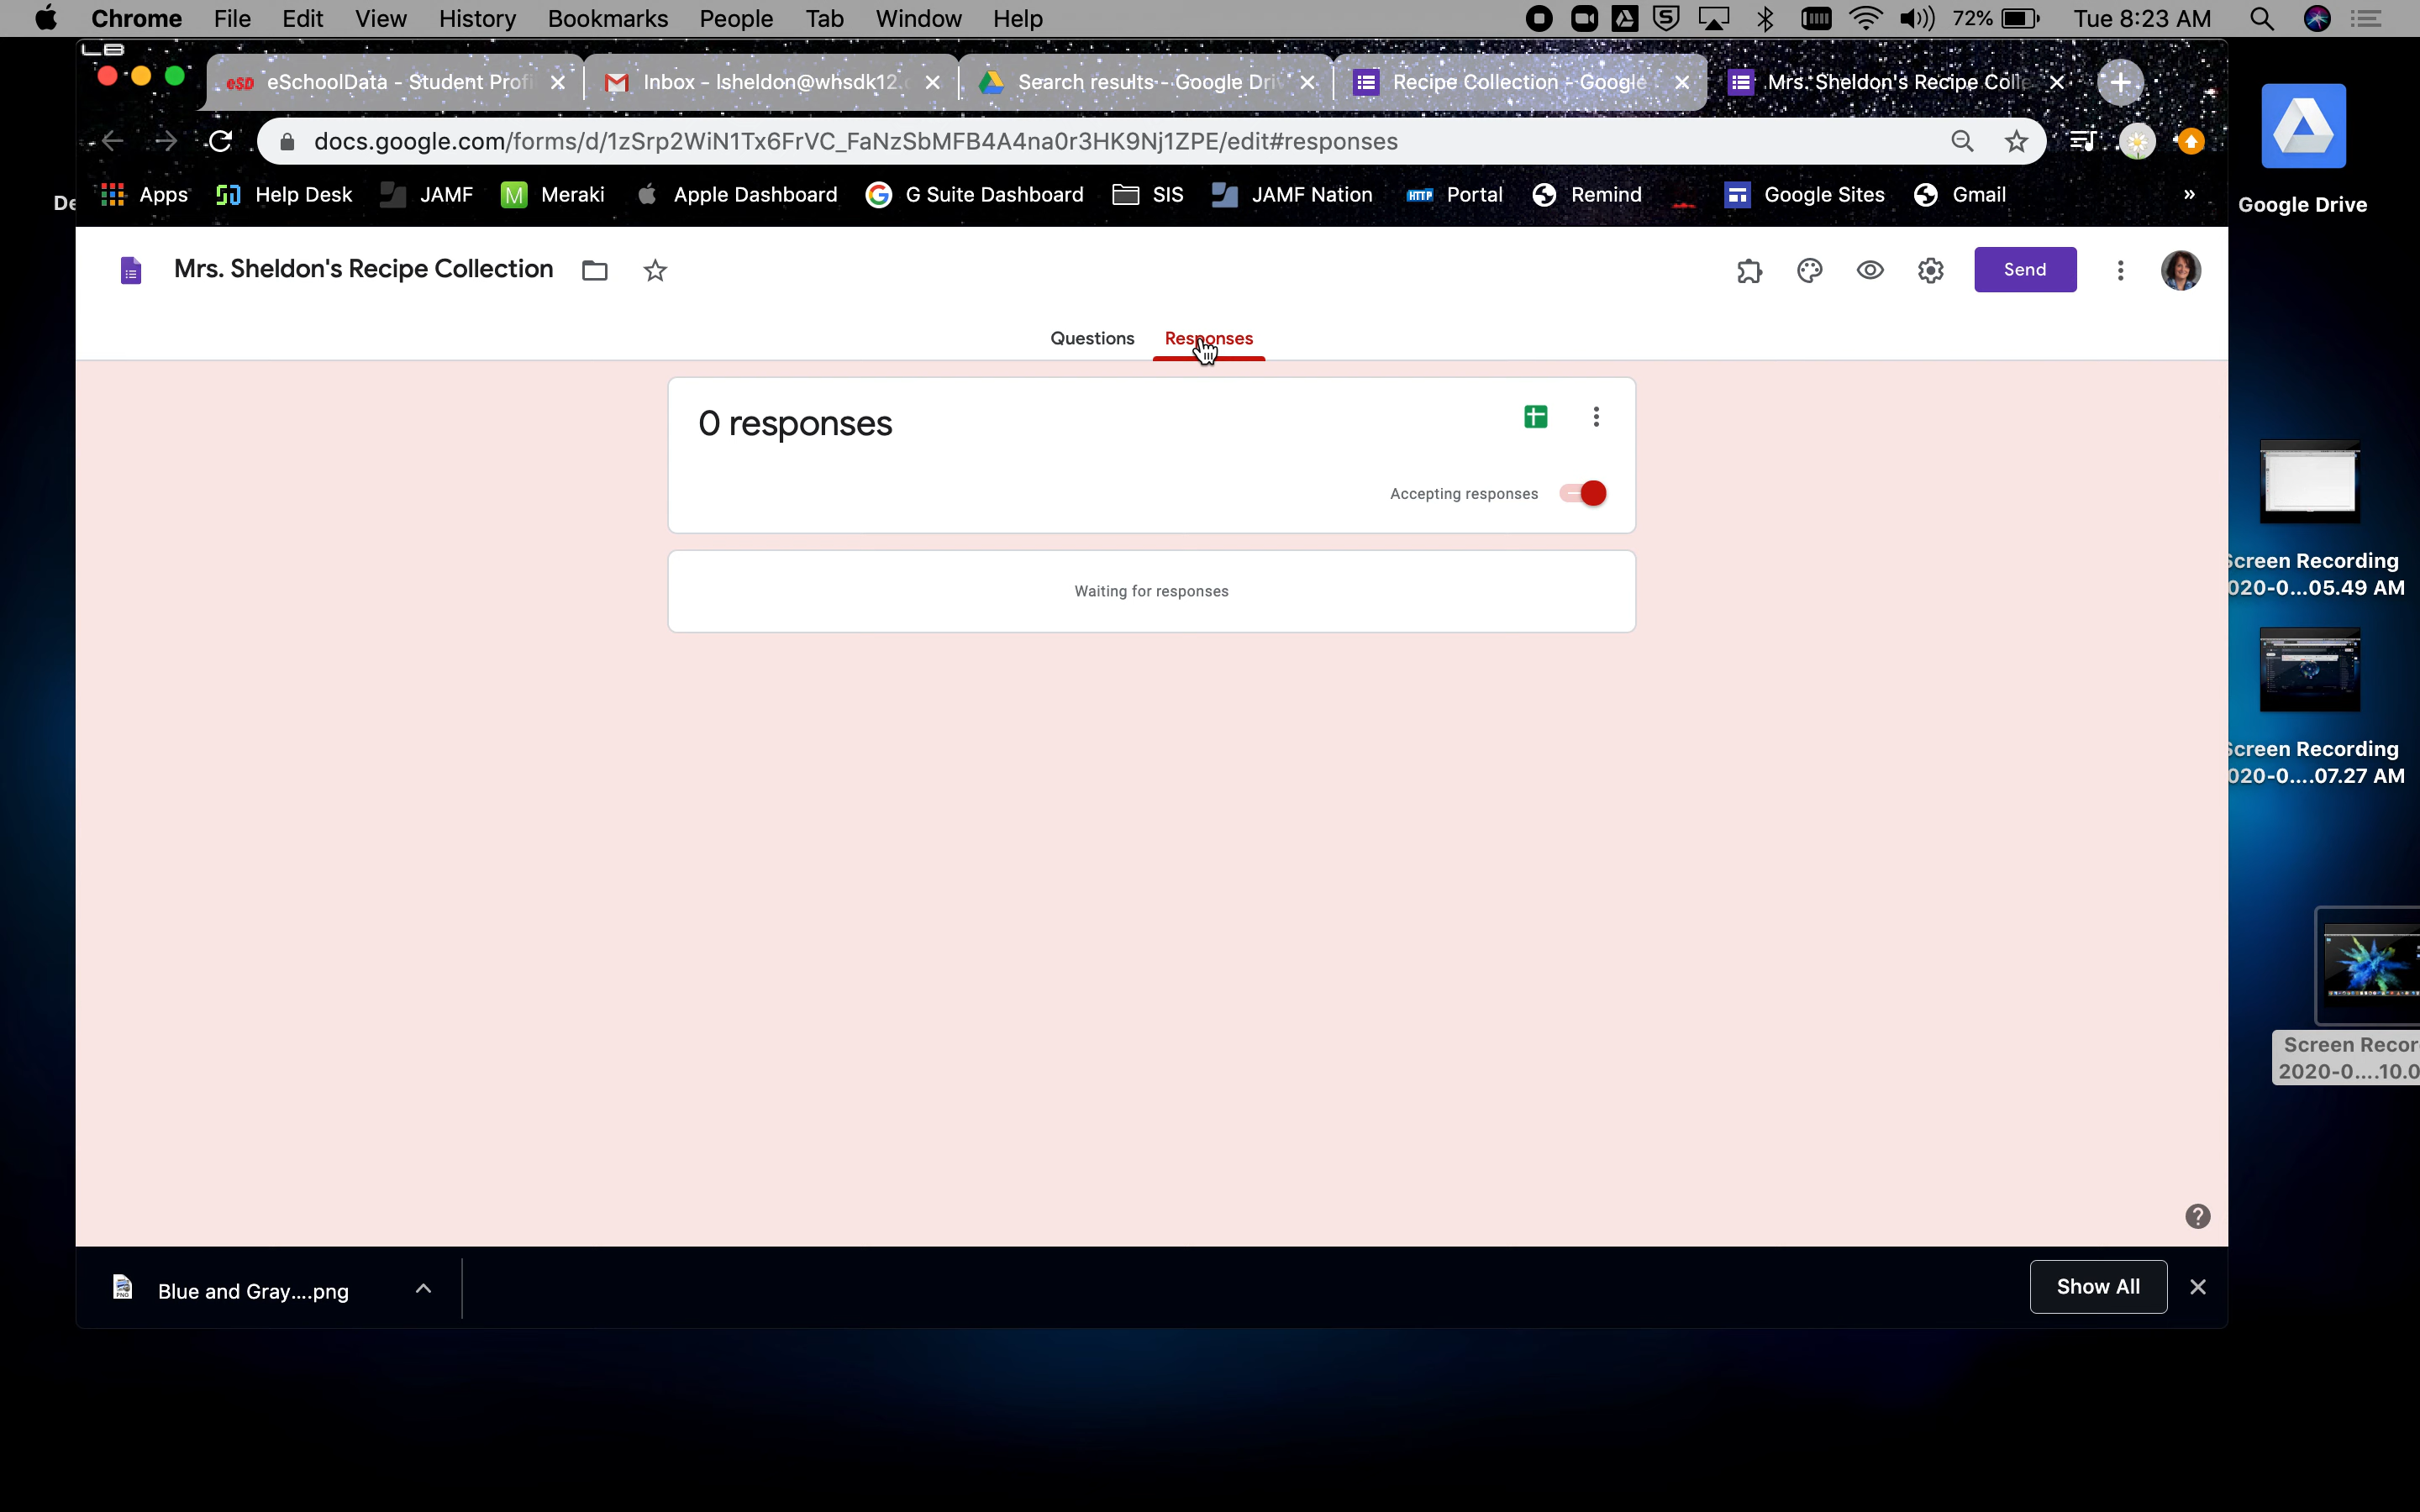 Chrome File Edit View History Bookmarks People Tab Window Help 72% Tue 8:23 AM
eSD eSchoolData - Student Profi Inbox - lsheldon@whsdk12. Search results - Google Driv Recipe Collection - Google Mrs. Sheldon's Recipe Colle
docs.google.com/forms/d/1zSrp2WiN1Tx6FrVC_FaNzSbMFB4A4na0r3HK9Nj1ZPE/edit#responses
Apps Help Desk JAMF Meraki Apple Dashboard G Suite Dashboard SIS JAMF Nation HTTP Portal Remind Google Sites Gmail »
Google Drive
Mrs. Sheldon's Recipe Collection Send
Questions Responses
0 responses
Accepting responses
Waiting for responses
Screen Recording
020-0...05.49 AM
Screen Recording
020-0....07.27 AM
Screen Recor
2020-0....10.0
Blue and Gray....png Show All